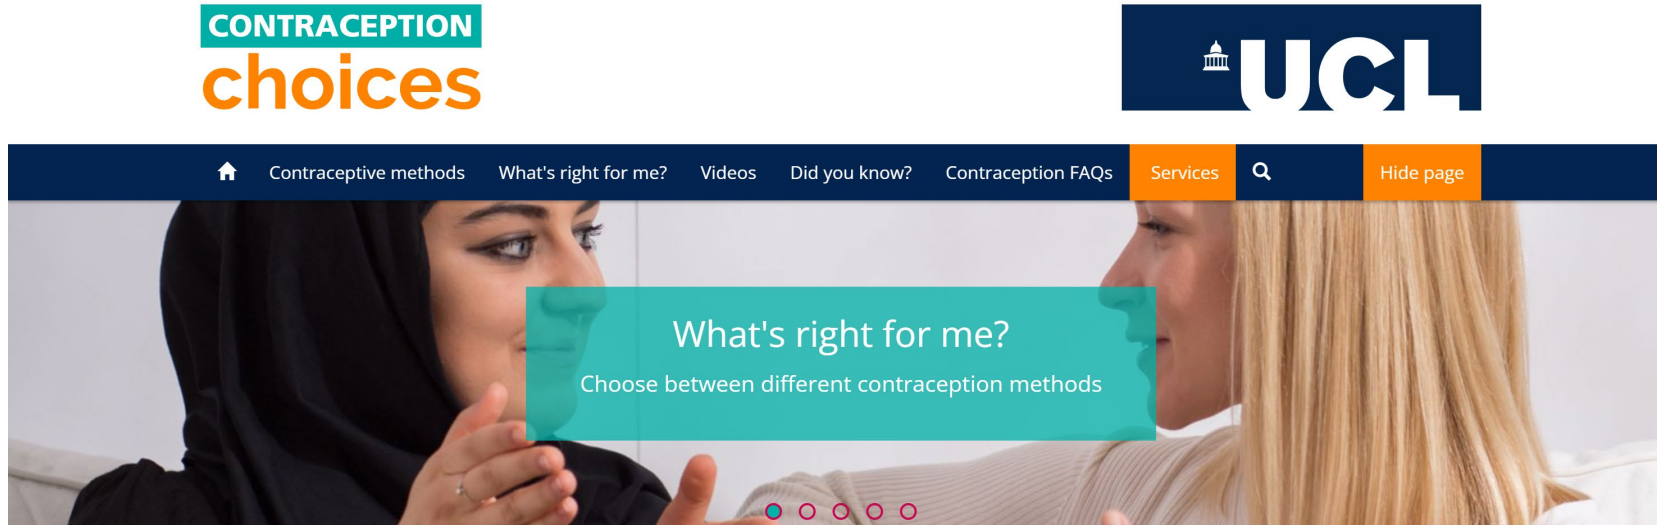 CONTRACEPTION
choices
UCL
Contraceptive methods What's right for me? Videos Did you know? Contraception FAQs Services Hide page
What's right for me?
Choose between different contraception methods